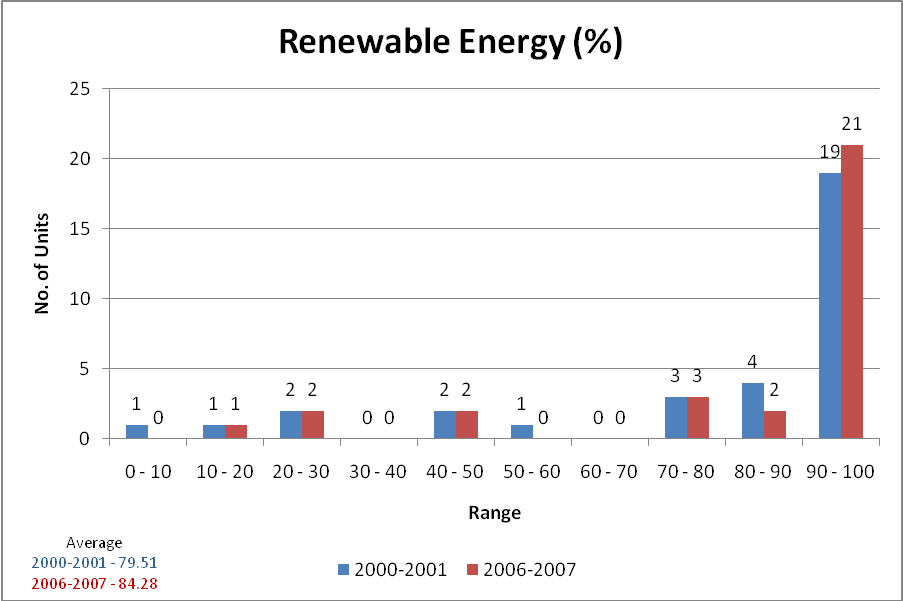 Renewable Energy (%)
25
20
15
10
5
0
No. of Units
1 0 1 1 2 2 0 0 2 2 1 0 0 0 3 3 4 2 19 21
0 - 10 10 - 20 20 - 30 30 - 40 40 - 50 50 - 60 60 - 70 70 - 80 80 - 90 90 - 100
Range
Average
2000-2001 - 79.51
2006-2007 - 84.28
2000-2001 2006-2007